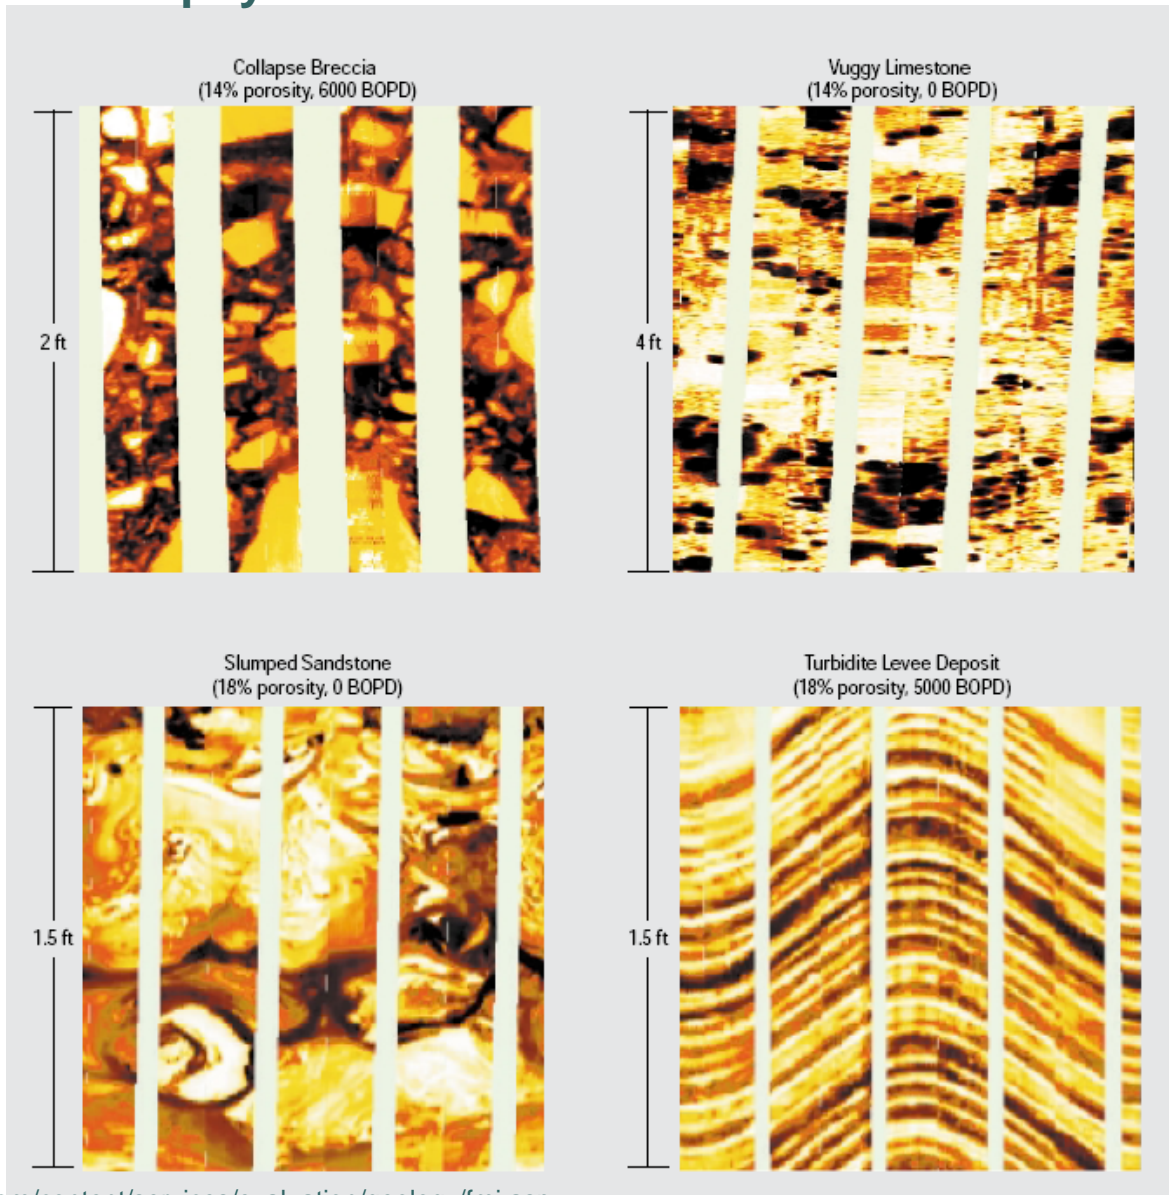 Collapse Breccia
(14% porosity, 6000 BOPD)
2 ft
Vuggy Limestone
(14% porosity, 0 BOPD)
4 ft
Slumped Sandstone
(18% porosity, 0 BOPD)
1.5 ft
Turbidite Levee Deposit
(18% porosity, 5000 BOPD)
1.5 ft